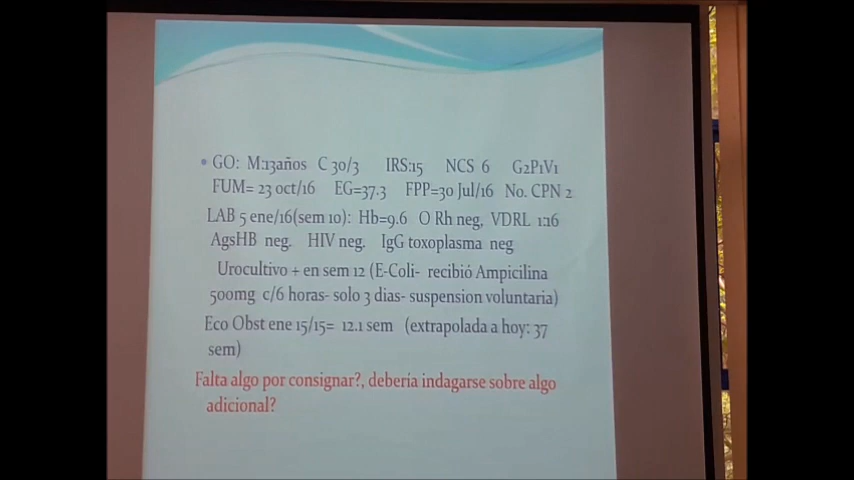 • GO: M:13años C 30/3 IRS:15 NCS 6 G2P1V1
FUM= 23 oct/16 EG=37.3 FPP=30 Jul/16 No. CPN 2
LAB 5 ene/16(sem 10): Hb=9.6 O Rh neg, VDRL 1:16
AgsHB neg. HIV neg. IgG toxoplasma neg
Urocultivo + en sem 12 (E-Coli- recibió Ampicilina
500mg c/6 horas- solo 3 dias- suspension voluntaria)
Eco Obst ene 15/15= 12.1 sem (extrapolada a hoy: 37
sem)
Falta algo por consignar?, debería indagarse sobre algo
adicional?